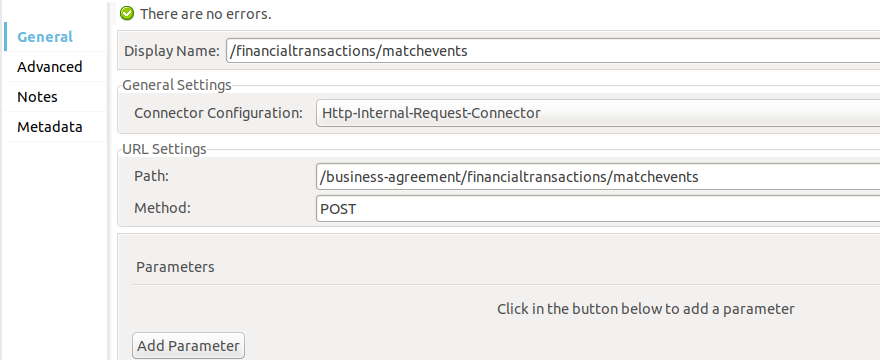 There are no errors.
General
Advanced
Notes
Metadata
Display Name: /financialtransactions/matchevents
General Settings
Connector Configuration: Http-Internal-Request-Connector
URL Settings
Path: /business-agreement/financialtransactions/matchevents
Method: POST
Parameters
Click in the button below to add a parameter
Add Parameter